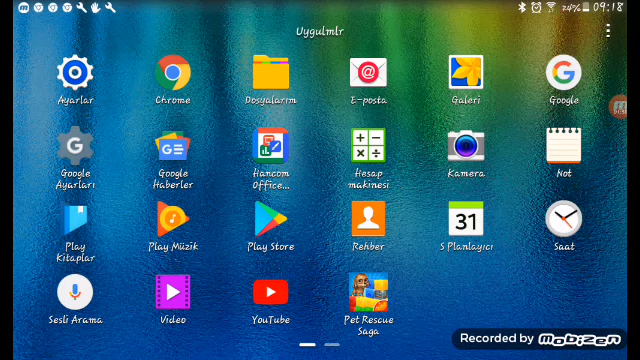 24% 09:18
Uygulmlr
Ayarlar Chrome Dosyalarım E-posta Galeri Google
Google Ayarları Google Haberler Hancom Office... Hesap makinesi Kamera Not
31
Play Kitaplar Play Müzik Play Store Rehber S Planlayıcı Saat
Sesli Arama Video YouTube Pet Rescue Saga
Recorded by Mobizen